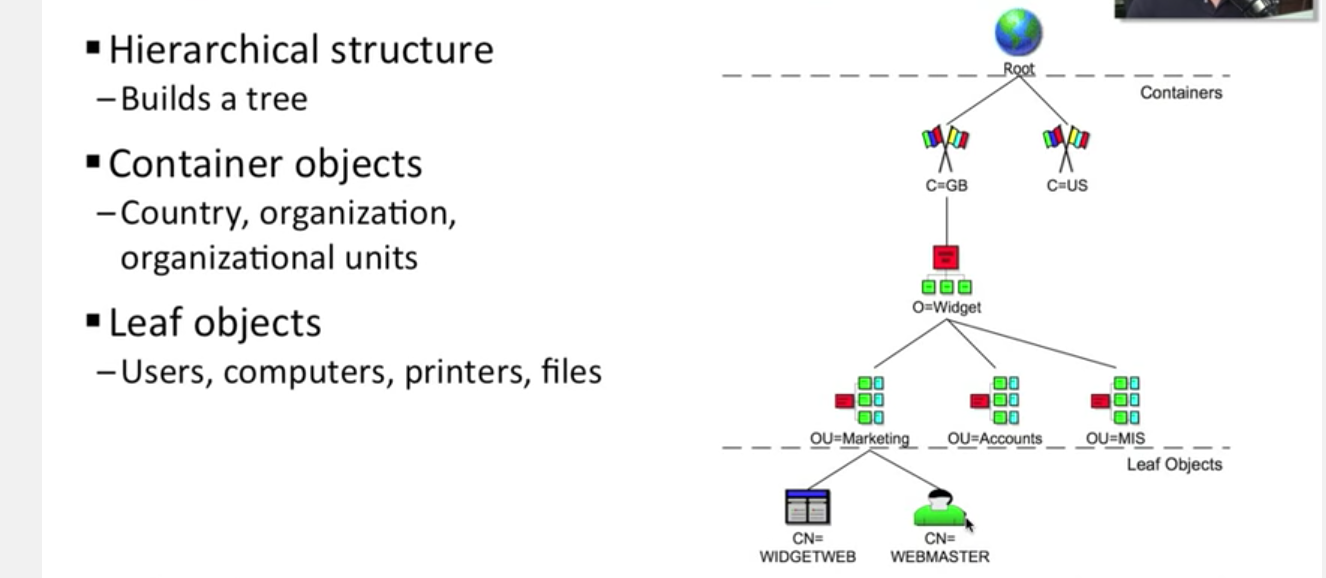 ▪ Hierarchical structure
– Builds a tree
▪ Container objects
– Country, organization,
organizational units
▪ Leaf objects
– Users, computers, printers, files
Root
Containers
C=GB
C=US
O=Widget
OU=Marketing
OU=Accounts
OU=MIS
Leaf Objects
CN=
WIDGETWEB
CN=
WEBMASTER